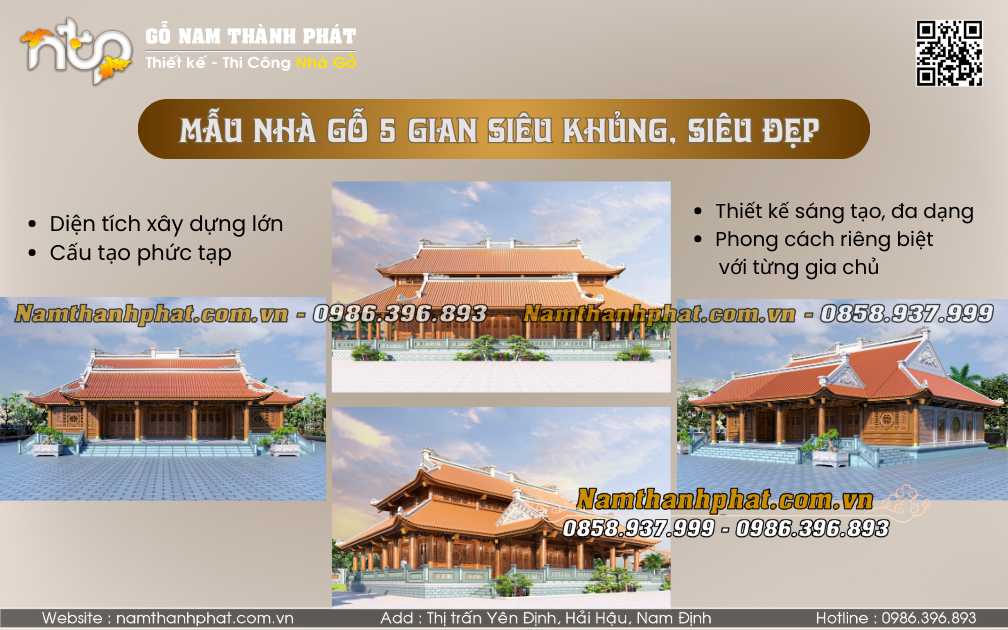 ntp
GỖ NAM THÀNH PHÁT
Thiết kế - Thi Công Nhà Gỗ
MẪU NHÀ GỖ 5 GIAN SIÊU KHỦNG, SIÊU ĐẸP
• Diện tích xây dựng lớn
• Cấu tạo phức tạp
• Thiết kế sáng tạo, đa dạng
• Phong cách riêng biệt
với từng gia chủ
Namthanhphat.com.vn - 0986.396.893
Namthanhphat.com.vn - 0858.937.999
Namthanhphat.com.vn
0858.937.999 - 0986.396.893
Website : namthanhphat.com.vn
Add : Thị trấn Yên Định, Hải Hậu, Nam Định
Hotline : 0986.396.893